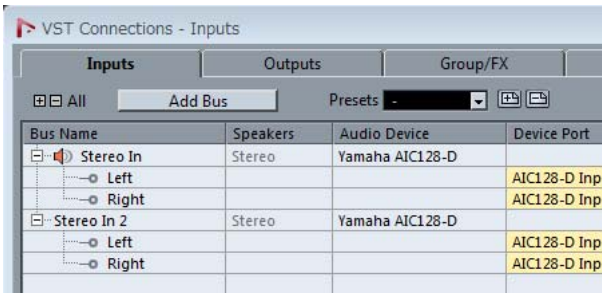 VST Connections - Inputs
Inputs Outputs Group/FX
All Add Bus Presets -
Bus Name Speakers Audio Device Device Port
Stereo In Stereo Yamaha AIC128-D
Left AIC128-D Inp
Right AIC128-D Inp
Stereo In 2 Stereo Yamaha AIC128-D
Left AIC128-D Inp
Right AIC128-D Inp